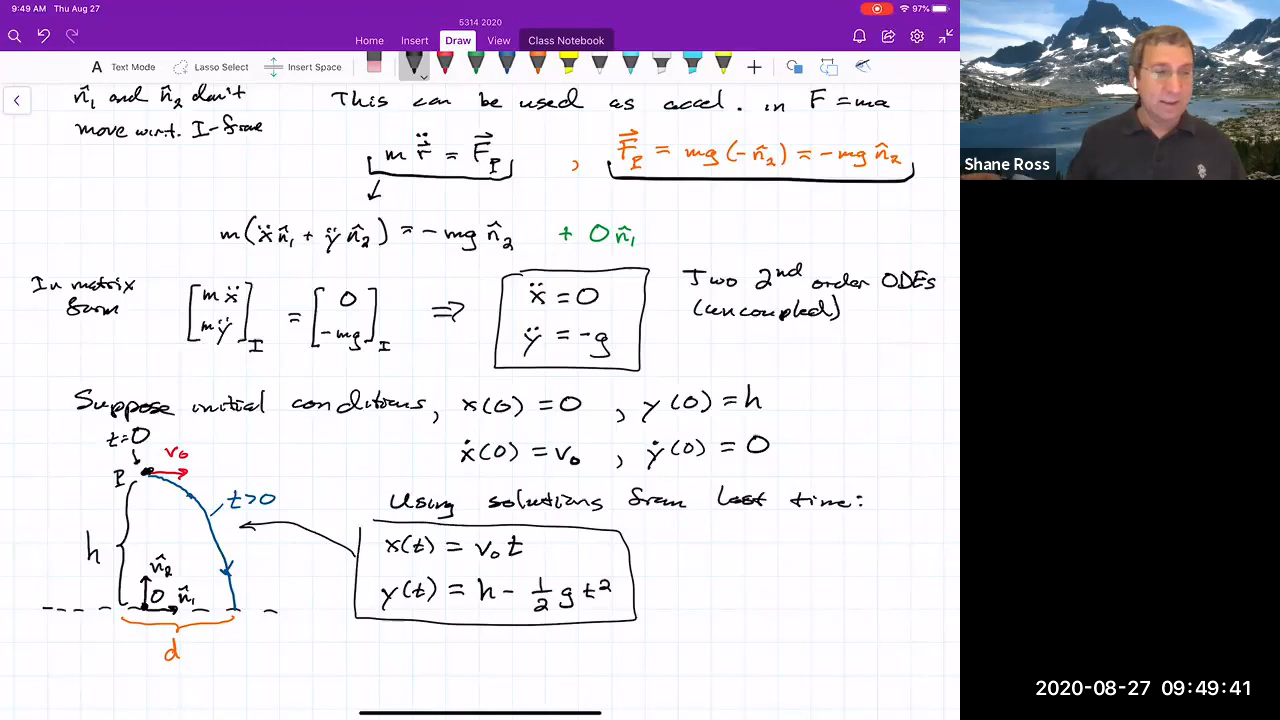 9:49 AM Thu Aug 27
97%
5314 2020
Home Insert Draw View Class Notebook
Text Mode Lasso Select Insert Space
n̂₁ and n̂₂ don't
move w.r.t. I-frame
This can be used as accel. in F = ma
m r̈ = F⃗_P , F⃗_P = mg(-n̂₂) = -mg n̂₂
m(ẍ n̂₁ + ÿ n̂₂) = -mg n̂₂ + 0 n̂₁
In matrix
form
[mẍ mÿ]_I = [0 -mg]_I ⇒
ẍ = 0
ÿ = -g
Two 2nd order ODEs
(uncoupled)
Suppose initial conditions, x(0) = 0 , y(0) = h
ẋ(0) = v₀ , ẏ(0) = 0
t=0
v₀
P
t>0
h
n̂₂
O n̂₁
d
Using solutions from last time:
x(t) = v₀ t
y(t) = h - 1/2 g t²
Shane Ross
2020-08-27 09:49:41